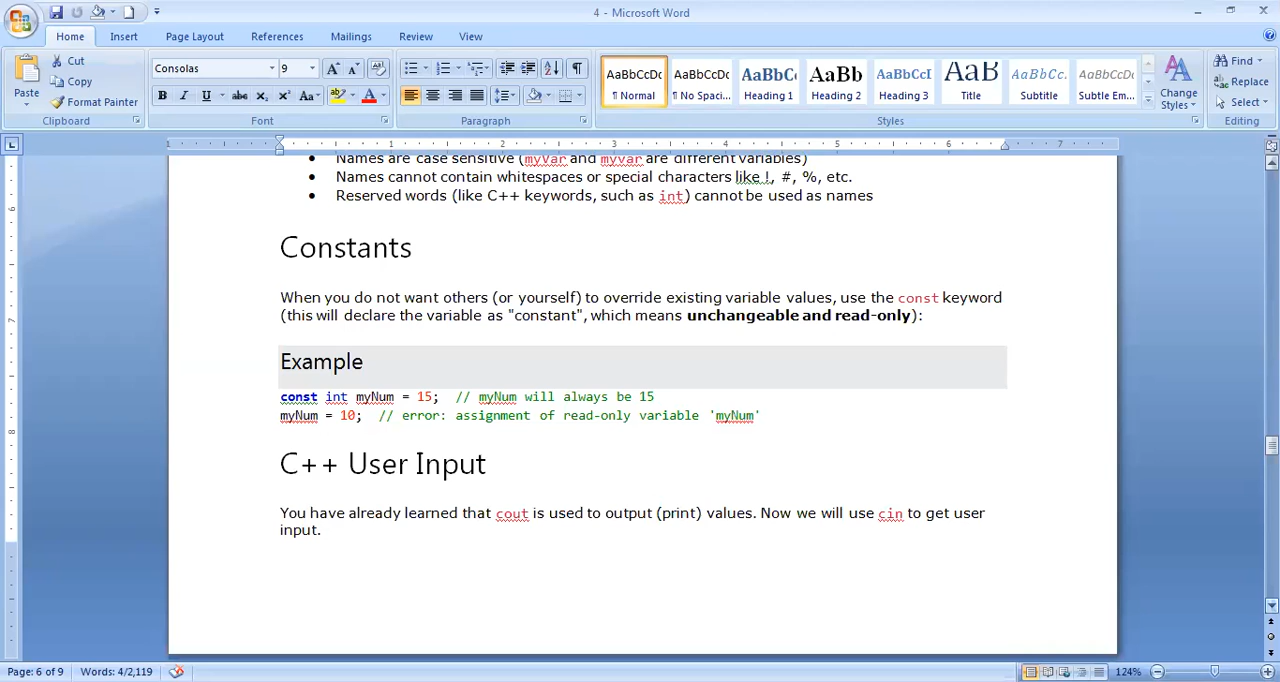 4 - Microsoft Word
Home Insert Page Layout References Mailings Review View
Paste Cut Copy Format Painter
Consolas 9
AaBbCcDc AaBbCcDc AaBbC AaBb AaBbCcI AaB AaBbCc. AaBbCcDc
¶ Normal ¶ No Spaci... Heading 1 Heading 2 Heading 3 Title Subtitle Subtle Em...
Change Styles
Find Replace Select
Clipboard Font Paragraph Styles Editing
1 1 2 3 4 5 6 7
• Names are case sensitive (myVar and myvar are different variables)
• Names cannot contain whitespaces or special characters like !, #, %, etc.
• Reserved words (like C++ keywords, such as int) cannot be used as names
Constants
When you do not want others (or yourself) to override existing variable values, use the const keyword
(this will declare the variable as "constant", which means unchangeable and read-only):
Example
const int myNum = 15; // myNum will always be 15
myNum = 10; // error: assignment of read-only variable 'myNum'
C++ User Input
You have already learned that cout is used to output (print) values. Now we will use cin to get user
input.
Page: 6 of 9 Words: 4/2,119 124%